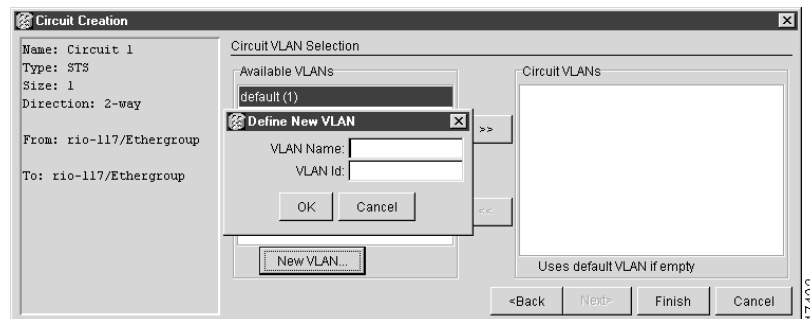 Circuit Creation
Name: Circuit 1
Type: STS
Size: 1
Direction: 2-way
From: rio-117/Ethergroup
To: rio-117/Ethergroup
Circuit VLAN Selection
Available VLANs
default (1)
Define New VLAN
VLAN Name:
VLAN Id:
OK
Cancel
New VLAN...
>>
<<
Circuit VLANs
Uses default VLAN if empty
<Back
Next>
Finish
Cancel